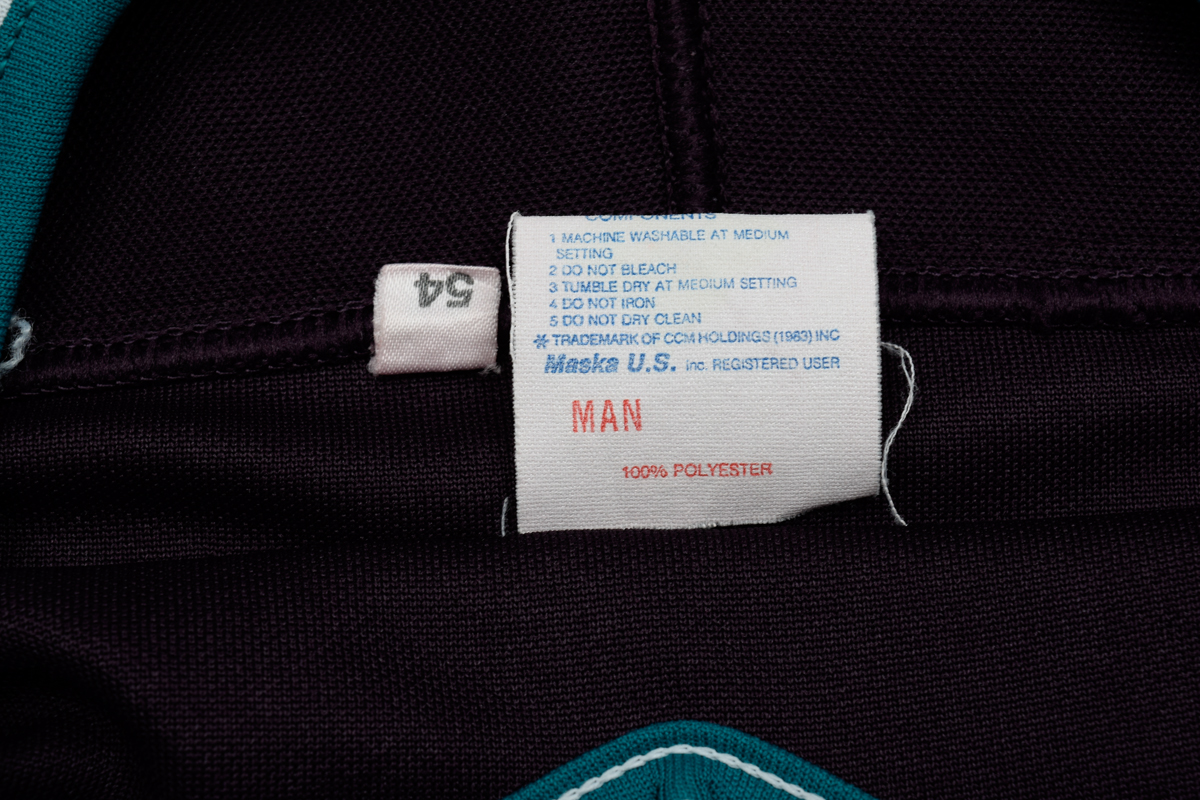 COMPONENTS
1 MACHINE WASHABLE AT MEDIUM
SETTING
2 DO NOT BLEACH
3 TUMBLE DRY AT MEDIUM SETTING
4 DO NOT IRON
5 DO NOT DRY CLEAN
* TRADEMARK OF CCM HOLDINGS (1983) INC
Maska U.S. inc. REGISTERED USER
MAN
100% POLYESTER
54